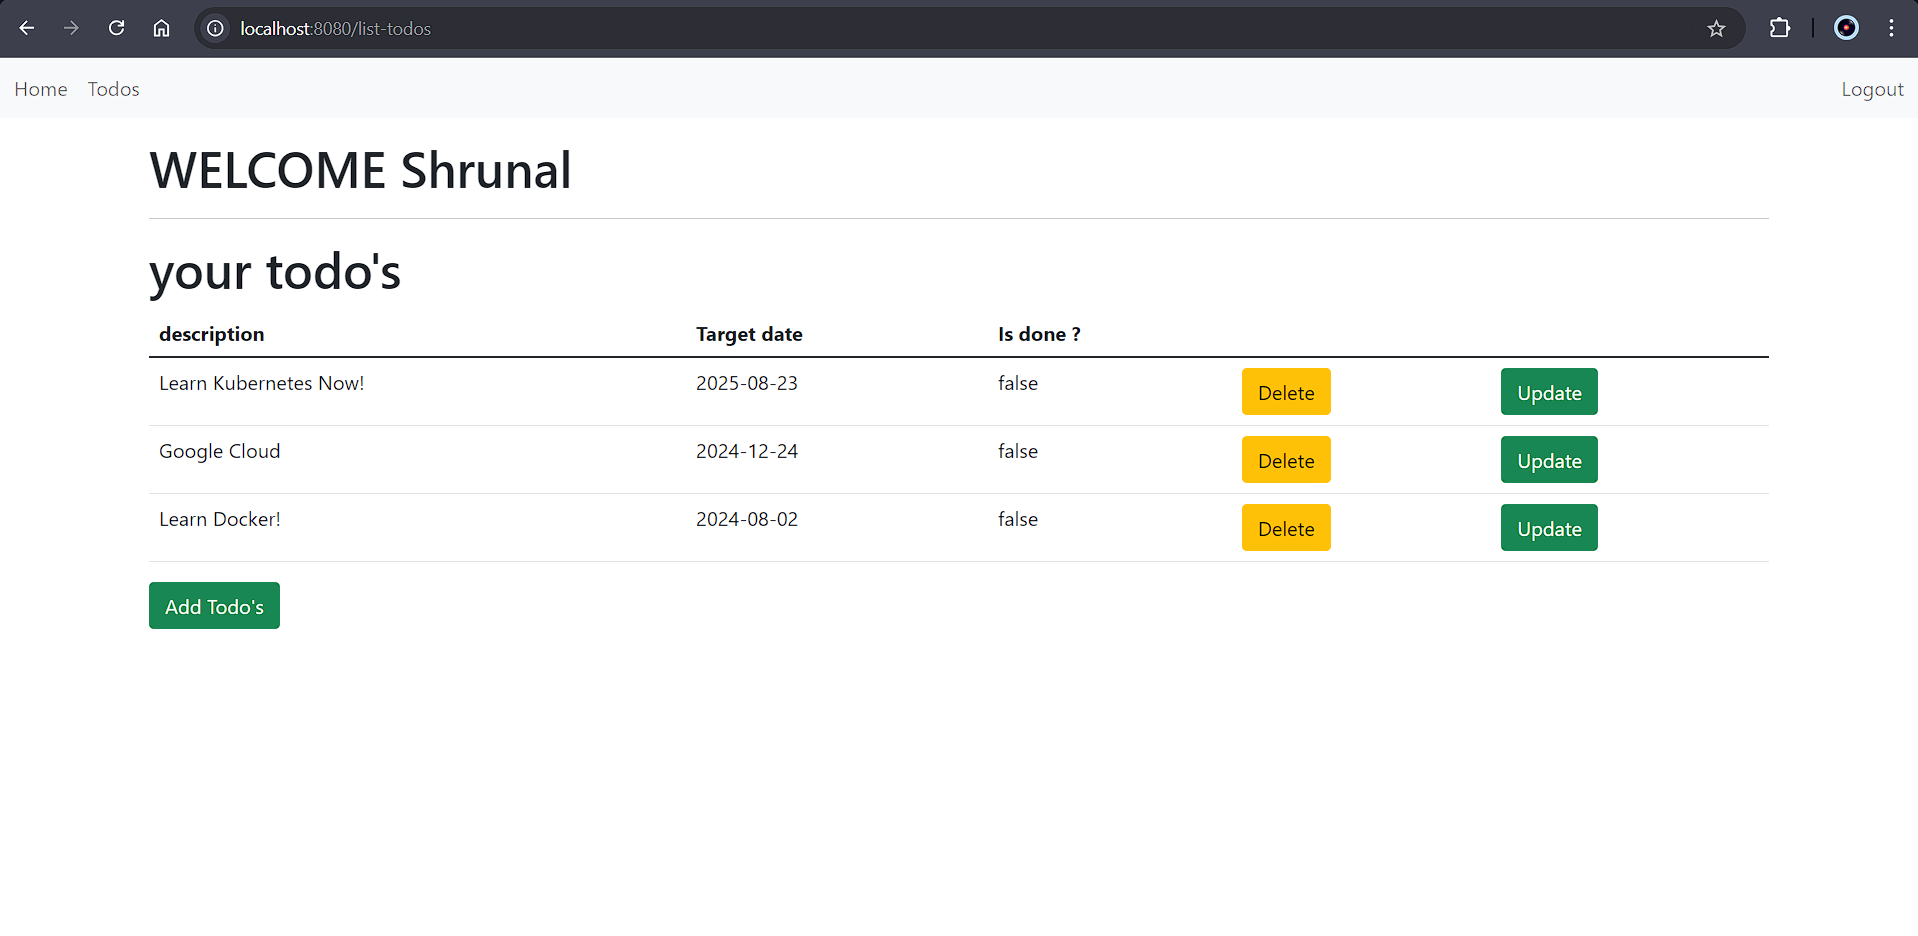 localhost:8080/list-todos
Home Todos Logout
WELCOME Shrunal
your todo's
description Target date Is done ?
Learn Kubernetes Now! 2025-08-23 false Delete Update
Google Cloud 2024-12-24 false Delete Update
Learn Docker! 2024-08-02 false Delete Update
Add Todo's